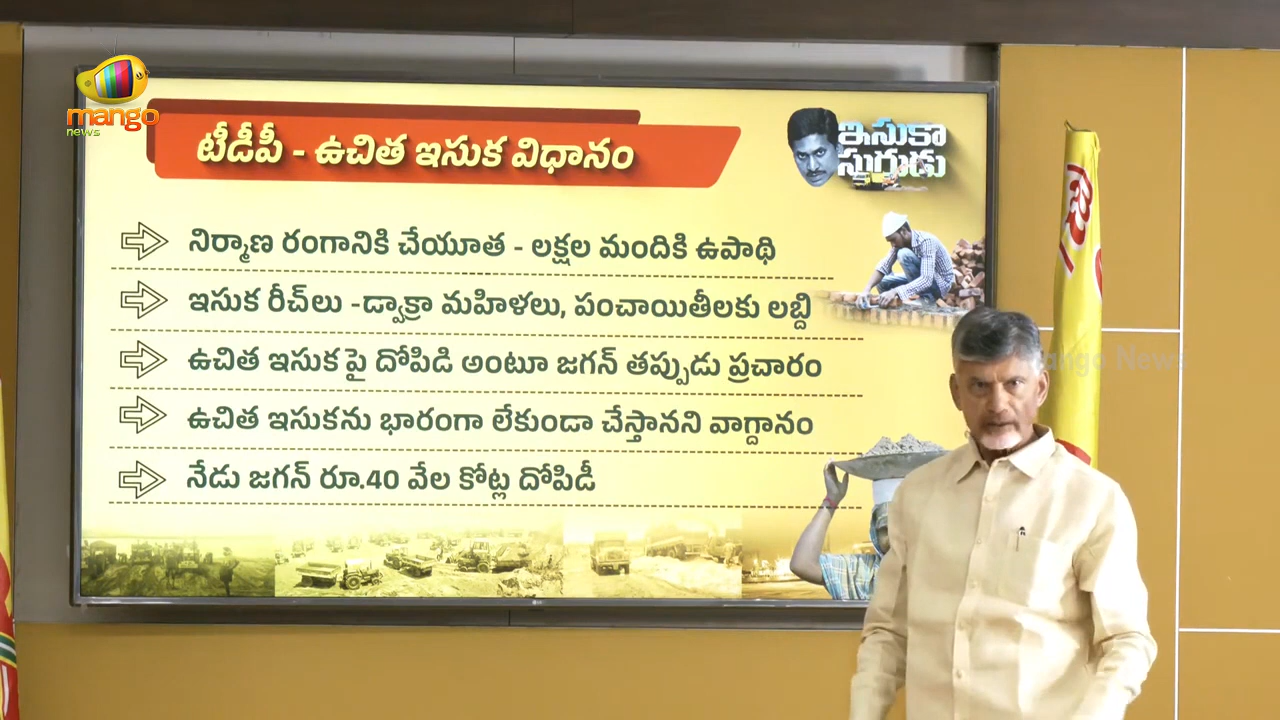 mango
news
టీడీపీ - ఉచిత ఇసుక విధానం
ఇసుకా
సురుడు
నిర్మాణ రంగానికి చేయూత - లక్షల మందికి ఉపాధి
ఇసుక రీచ్‌లు -డ్వాక్రా మహిళలు, పంచాయితీలకు లబ్ది
ఉచిత ఇసుక పై దోపిడి అంటూ జగన్ తప్పుడు ప్రచారం
ఉచిత ఇసుకను భారంగా లేకుండా చేస్తానని వాగ్దానం
నేడు జగన్ రూ.40 వేల కోట్ల దోపిడీ
Mango News
LG